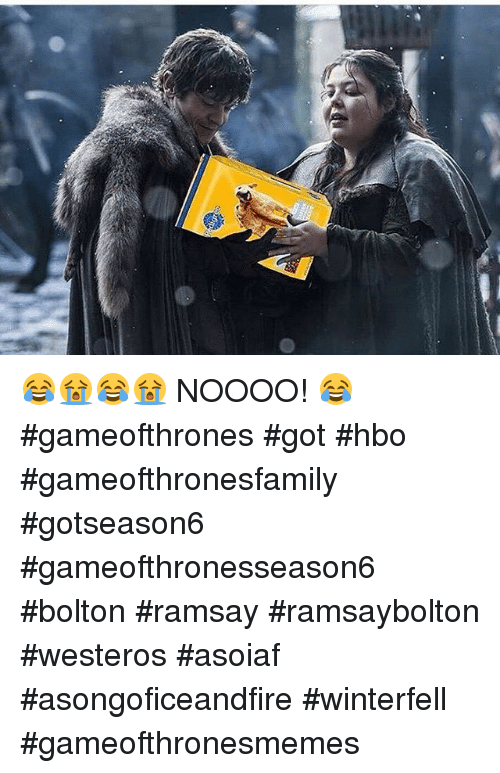 😂😭😂😭 NOOOO! 😂
#gameofthrones #got #hbo
#gameofthronesfamily
#gotseason6
#gameofthronesseason6
#bolton #ramsay #ramsaybolton
#westeros #asoiaf
#asongoficeandfire #winterfell
#gameofthronesmemes